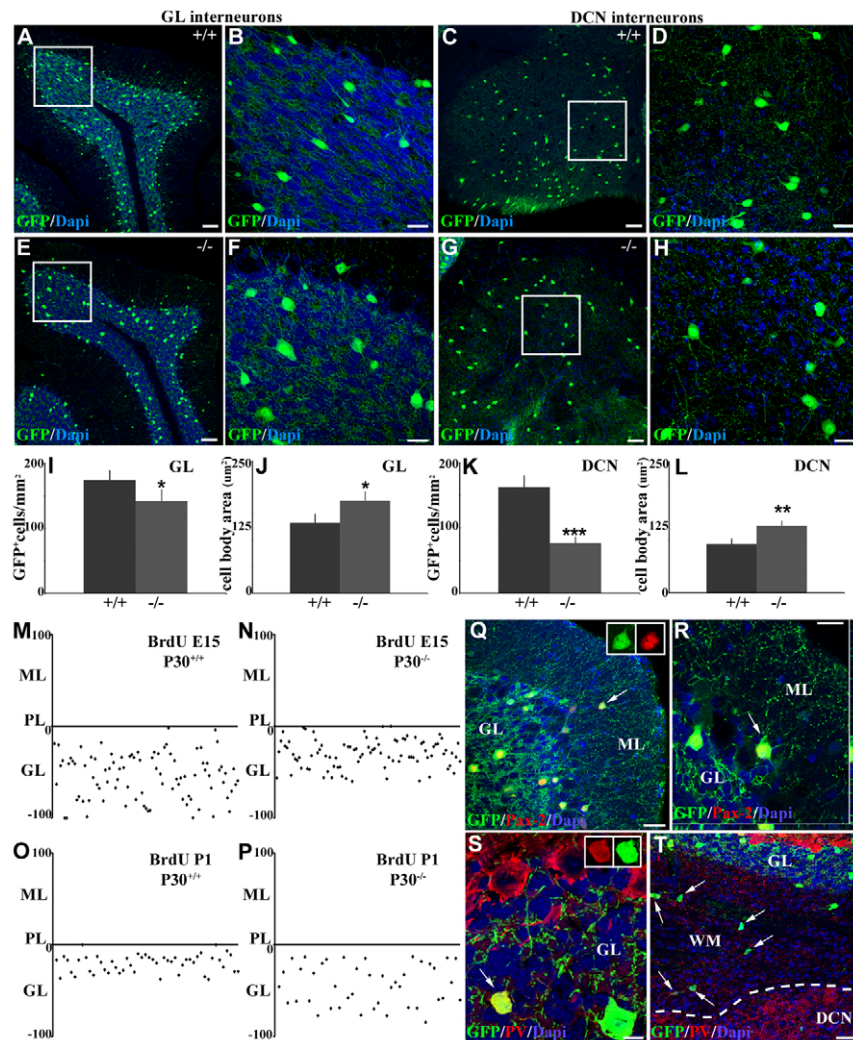 GL interneurons DCN interneurons
A +/+ B C +/+ D
GFP/Dapi GFP/Dapi GFP/Dapi GFP/Dapi
E -/- F G -/- H
GFP/Dapi GFP/Dapi GFP/Dapi GFP/Dapi
I GL J GL K DCN L DCN
GFP+cells/mm² 200 100 0 * +/+ -/-
cell body area (um²) 250 125 0 * +/+ -/-
GFP+cells/mm² 200 100 0 *** +/+ -/-
cell body area (um²) 250 125 0 ** +/+ -/-
M 100 BrdU E15
P30+/+
ML
PL
0
GL
-100
N 100 BrdU E15
P30-/-
ML
PL
0
GL
-100
O 100 BrdU P1
P30+/+
ML
PL
0
GL
-100
P 100 BrdU P1
P30-/-
ML
PL
0
GL
-100
Q GL ML
GFP/Pax-2/Dapi
R ML GL
GFP/Pax-2/Dapi
S GL
GFP/PV/Dapi
T GL
WM
DCN
GFP/PV/Dapi